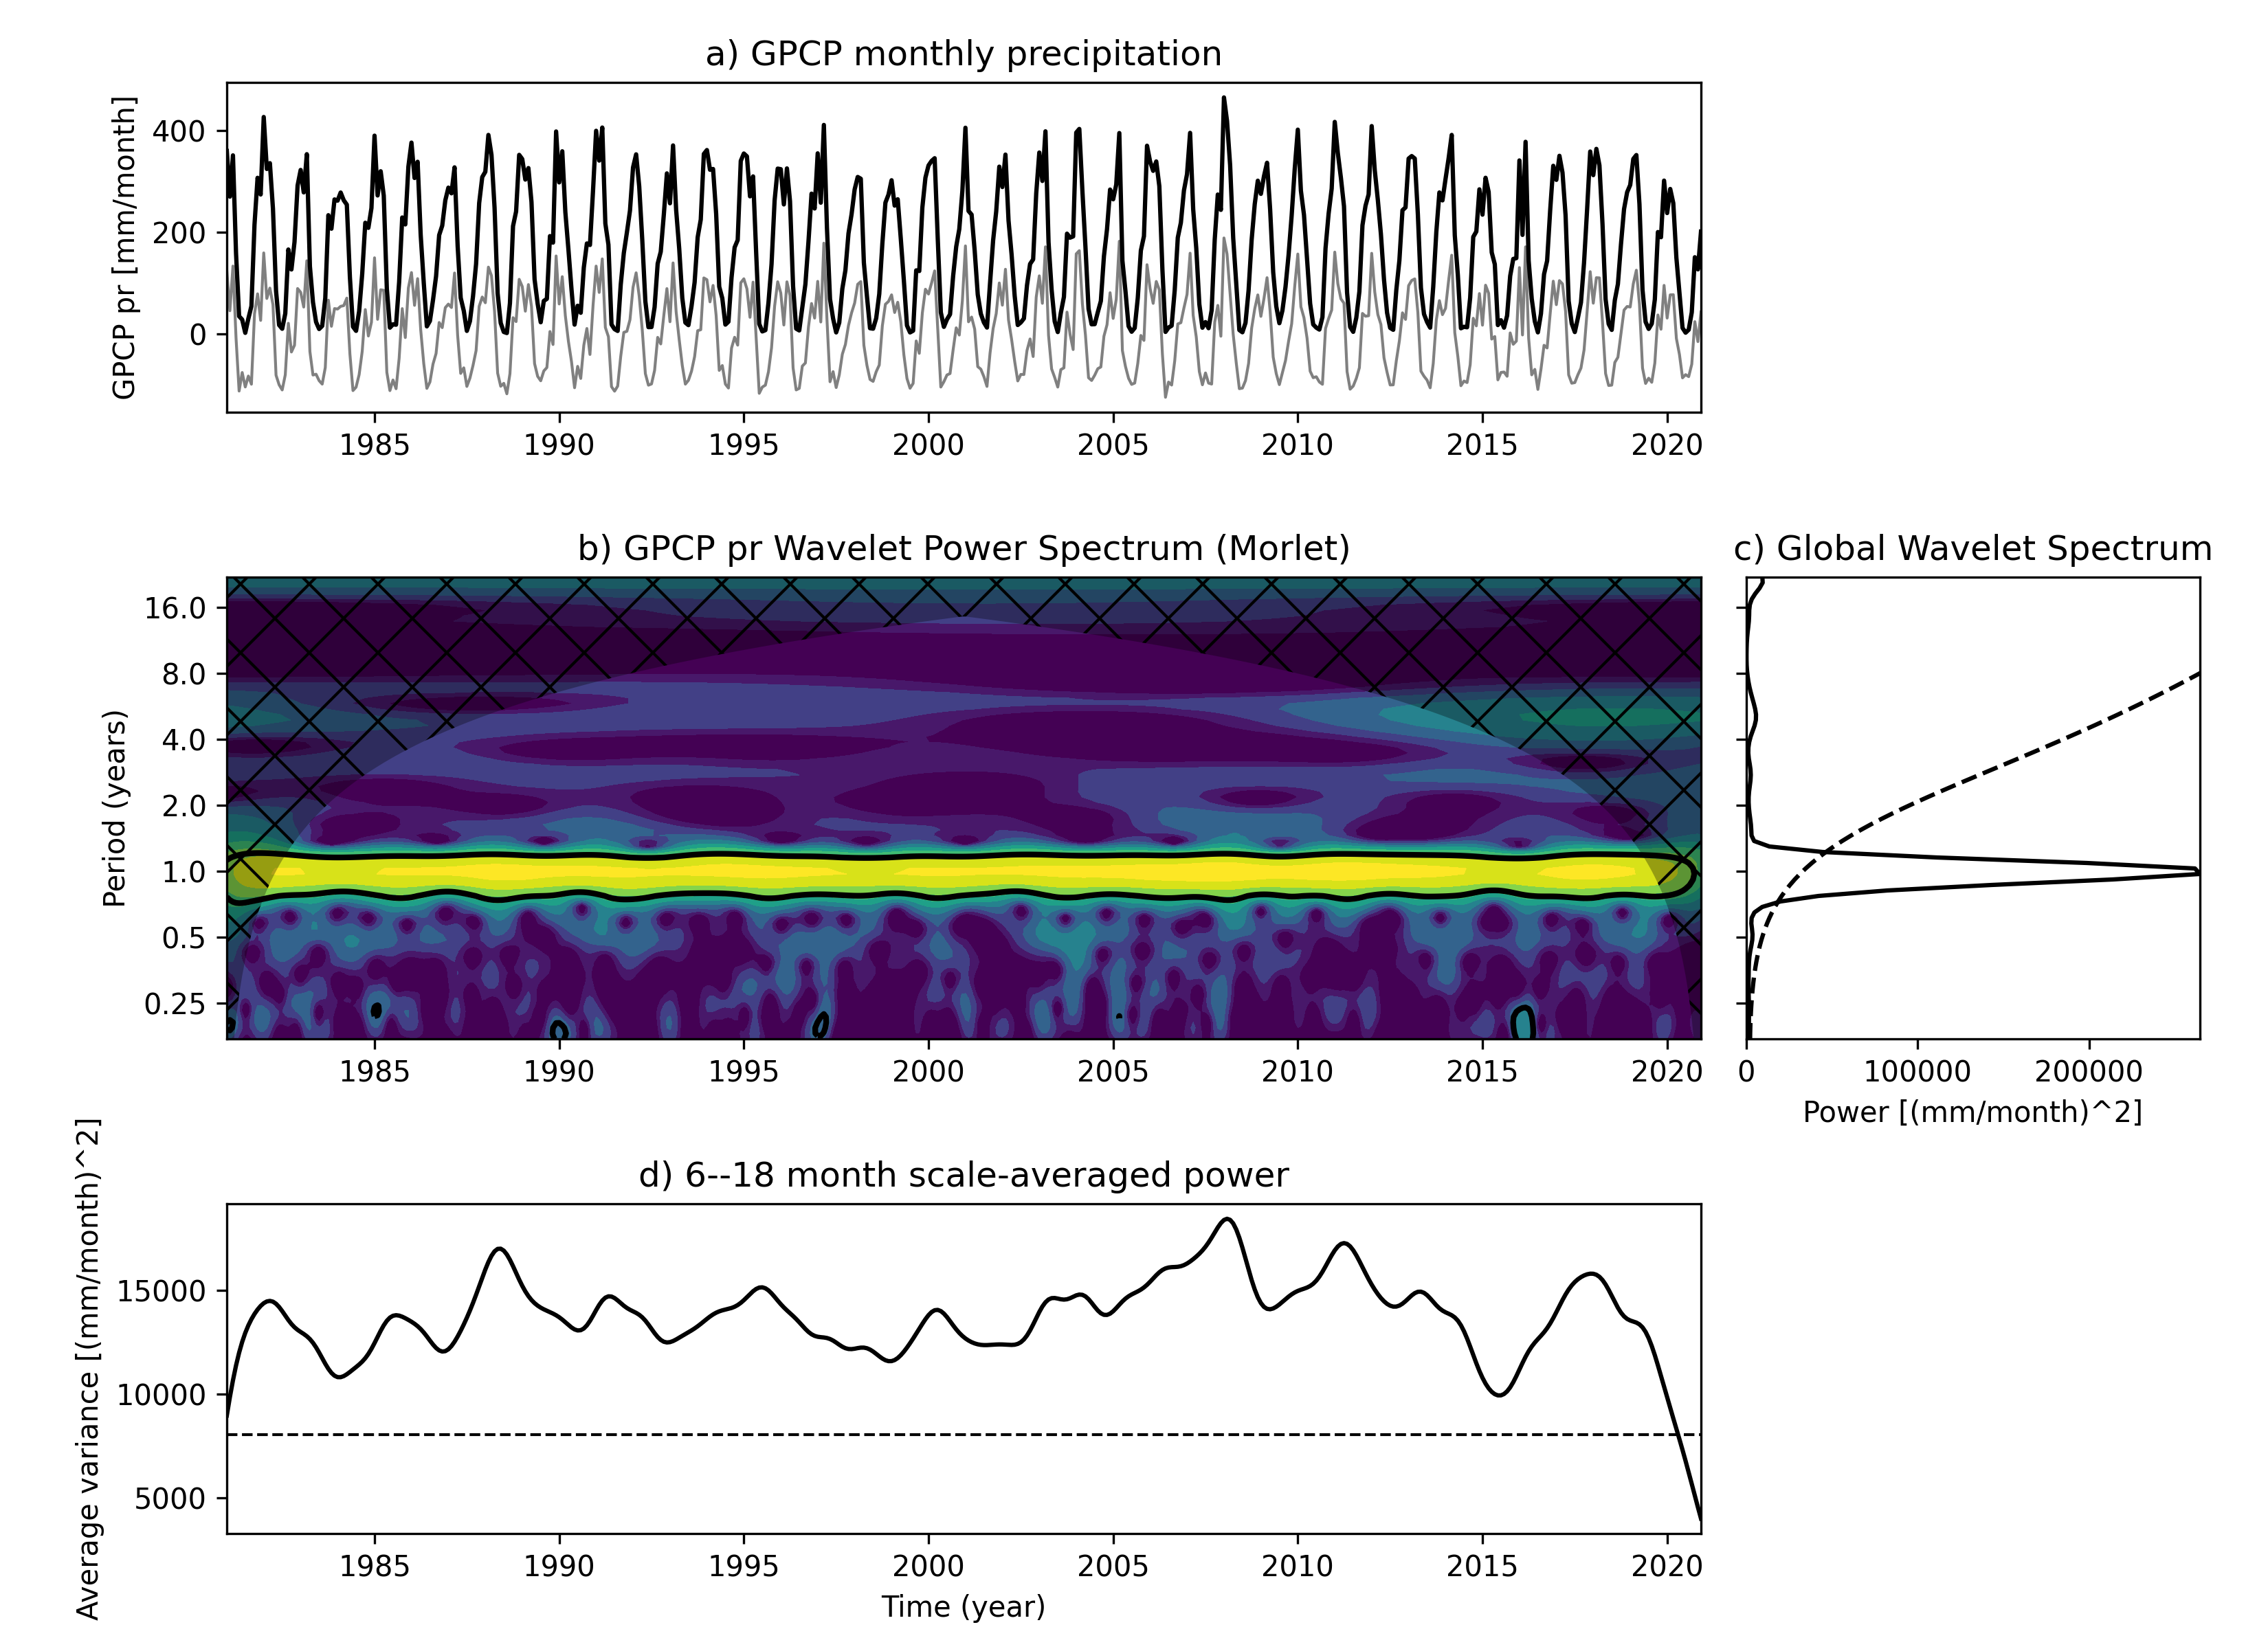 a) GPCP monthly precipitation
GPCP pr [mm/month]
400
200
0
1985 1990 1995 2000 2005 2010 2015 2020
b) GPCP pr Wavelet Power Spectrum (Morlet)
Period (years)
16.0
8.0
4.0
2.0
1.0
0.5
0.25
1985 1990 1995 2000 2005 2010 2015 2020
c) Global Wavelet Spectrum
0 100000 200000
Power [(mm/month)^2]
d) 6--18 month scale-averaged power
Average variance [(mm/month)^2]
15000
10000
5000
1985 1990 1995 2000 2005 2010 2015 2020
Time (year)